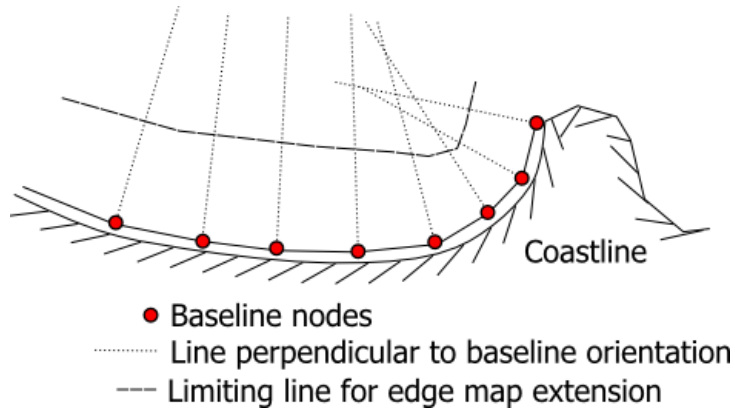 Coastline
Baseline nodes
Line perpendicular to baseline orientation
Limiting line for edge map extension